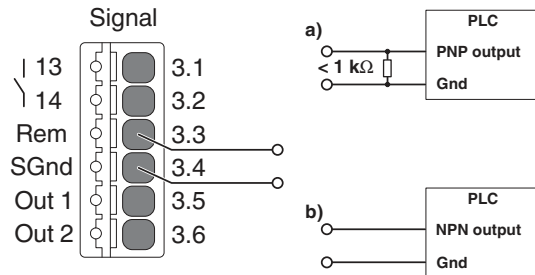 Signal
13 3.1
14 3.2
Rem 3.3
SGnd 3.4
Out 1 3.5
Out 2 3.6
a)
PLC
PNP output
< 1 kΩ
Gnd
b)
PLC
NPN output
Gnd